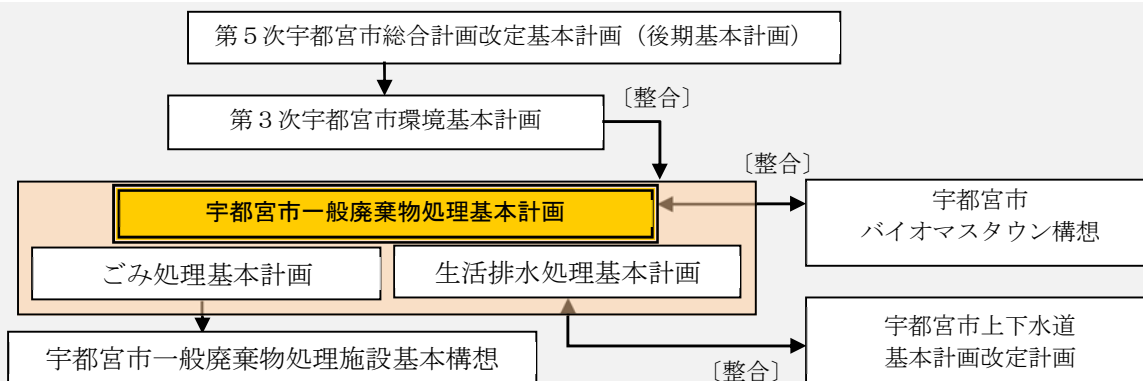 第５次宇都宮市総合計画改定基本計画（後期基本計画）
第３次宇都宮市環境基本計画
〔整合〕
〔整合〕
宇都宮市一般廃棄物処理基本計画
宇都宮市
バイオマスタウン構想
ごみ処理基本計画
生活排水処理基本計画
宇都宮市一般廃棄物処理施設基本構想
宇都宮市上下水道
基本計画改定計画
〔整合〕